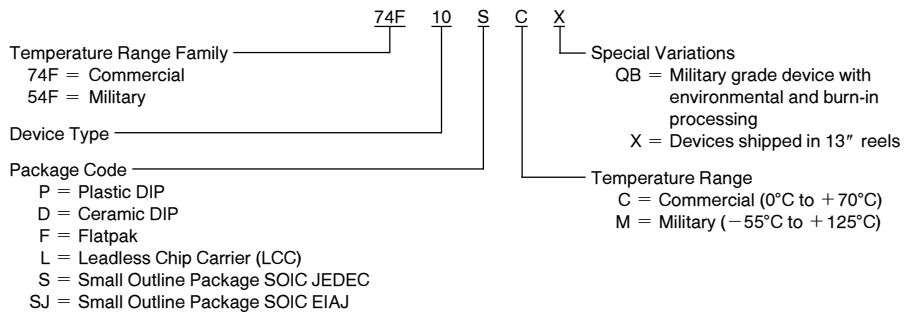 74F 10 S C X
Temperature Range Family
74F = Commercial
54F = Military
Device Type
Package Code
P = Plastic DIP
D = Ceramic DIP
F = Flatpak
L = Leadless Chip Carrier (LCC)
S = Small Outline Package SOIC JEDEC
SJ = Small Outline Package SOIC EIAJ
Special Variations
QB = Military grade device with
environmental and burn-in
processing
X = Devices shipped in 13″ reels
Temperature Range
C = Commercial (0°C to +70°C)
M = Military (−55°C to +125°C)